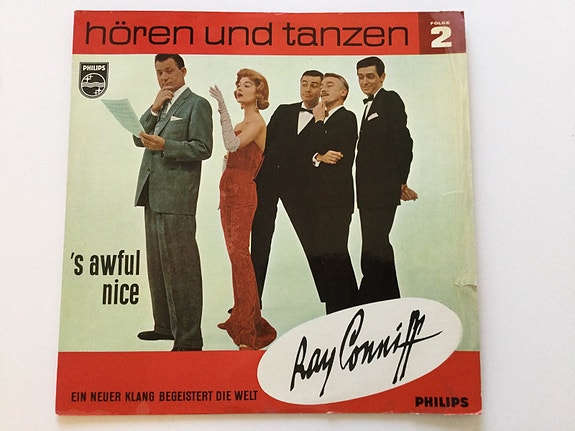 hören und tanzen
FOLGE
2
PHILIPS
's awful
nice
Ray Conniff
EIN NEUER KLANG BEGEISTERT DIE WELT
PHILIPS